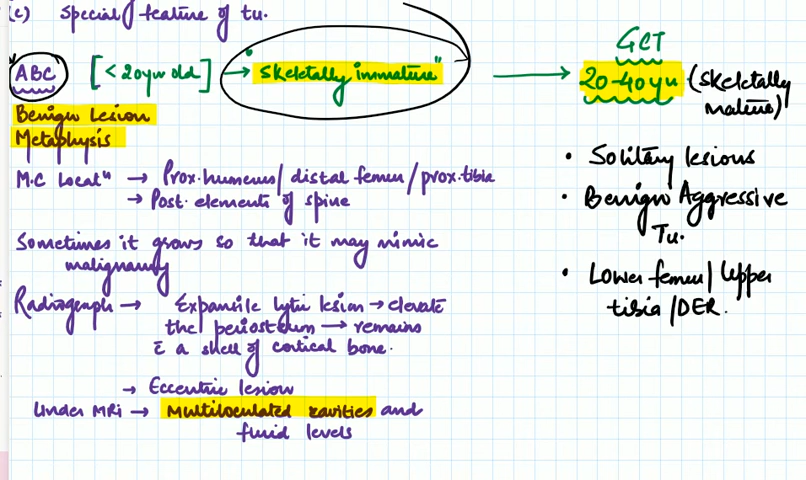 (c) Special feature of tu.
ABC [<20yr old] → "Skeletally immature" → GCT
20-40yr (Skeletally mature)
Benign Lesion
Metaphysis
M.C Localⁿ → Prox. humerus/ distal femur/prox. tibia
→ Post. elements of spine
Sometimes it grows so that it may mimic
malignancy
Radiograph → Expansile lytic lesion → elevate
the periosteum → remains
c̄ a shell of cortical bone.
→ Eccentric lesion
Under MRi → Multiloculated cavities and
fluid levels
• Solitary lesions
• Benign Aggressive
Tu.
• Lower femur/ Upper
tibia /DER.